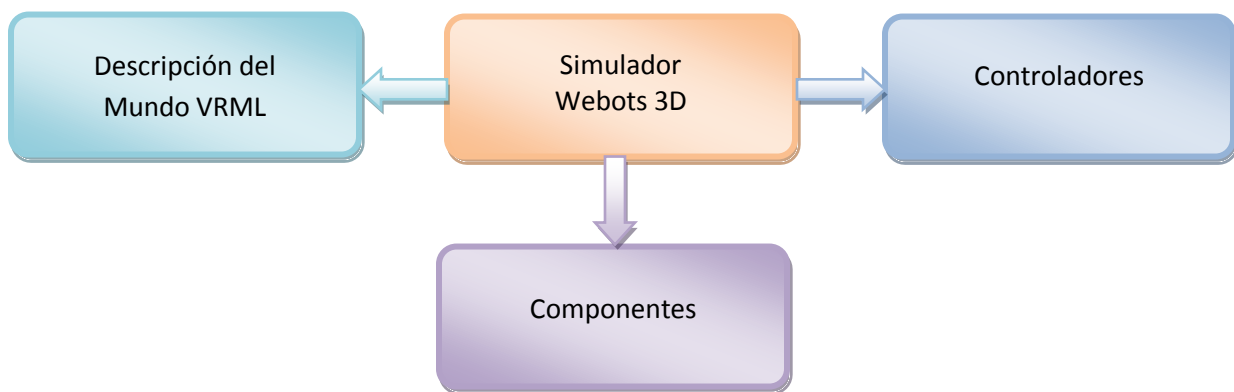 Descripción del
Mundo VRML
Simulador
Webots 3D
Controladores
Componentes